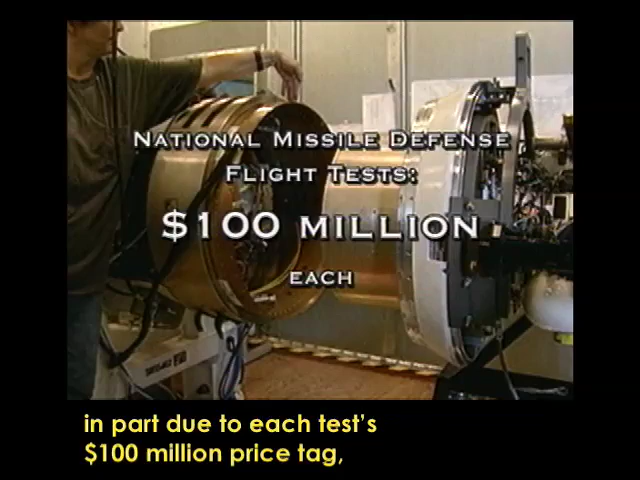 National Missile Defense
Flight Tests:
$100 million
each
in part due to each test's
$100 million price tag,